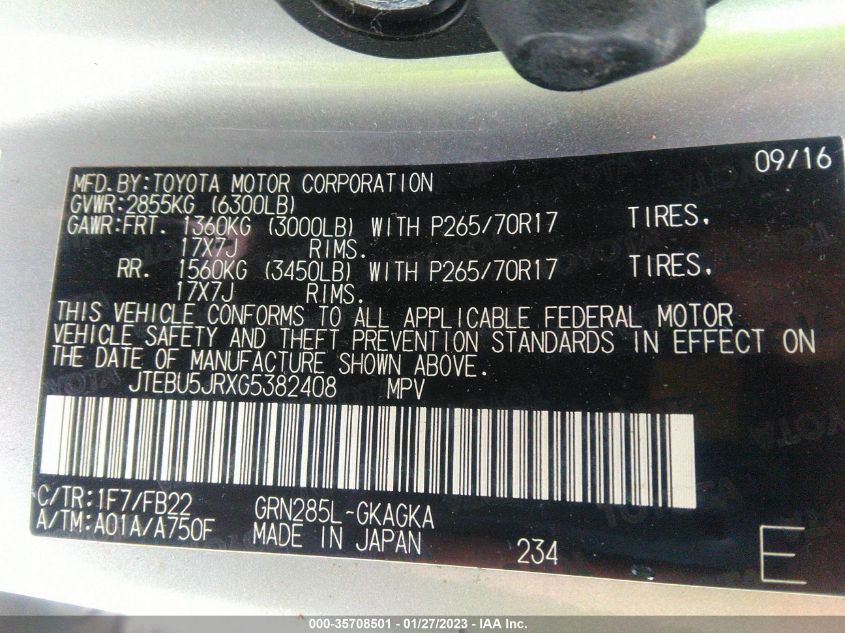 09/16
MFD.BY:TOYOTA MOTOR CORPORATION
GVWR:2855KG (6300LB)
GAWR:FRT. 1360KG (3000LB) WITH P265/70R17 TIRES,
17X7J RIMS.
RR. 1560KG (3450LB) WITH P265/70R17 TIRES,
17X7J RIMS.
THIS VEHICLE CONFORMS TO ALL APPLICABLE FEDERAL MOTOR
VEHICLE SAFETY AND THEFT PREVENTION STANDARDS IN EFFECT ON
THE DATE OF MANUFACTURE SHOWN ABOVE.
JTEBU5JRXG5382408 MPV
C/TR:1F7/FB22 GRN285L-GKAGKA
A/TM:A01A/A750F MADE IN JAPAN 234 E
000-35708501 - 01/27/2023 - IAA Inc.